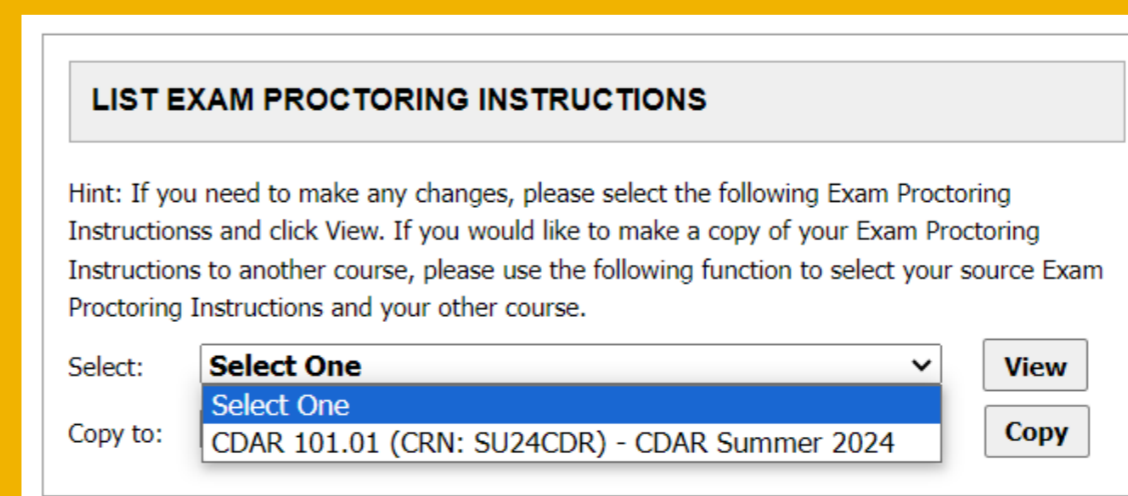 LIST EXAM PROCTORING INSTRUCTIONS
Hint: If you need to make any changes, please select the following Exam Proctoring
Instructionss and click View. If you would like to make a copy of your Exam Proctoring
Instructions to another course, please use the following function to select your source Exam
Proctoring Instructions and your other course.
Select: Select One View
Select One
Copy to: Copy
CDAR 101.01 (CRN: SU24CDR) - CDAR Summer 2024